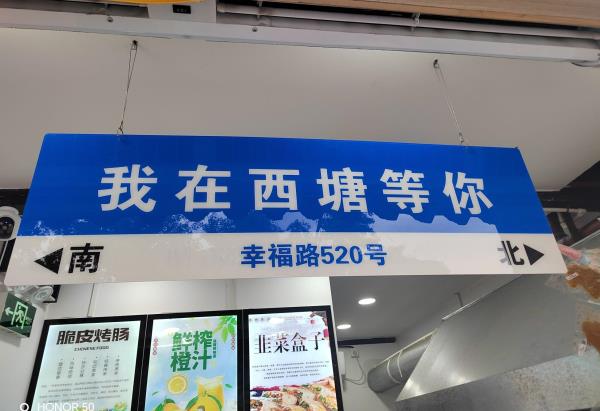 我在西塘等你
◀南 幸福路520号 北▶
脆皮烤肠
鲜榨
橙汁
韭菜盒子
HONOR 50